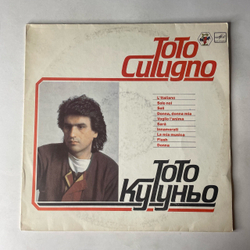 Toto
Cutugno
L'italiano
Solo noi
Soli
Donna, donna mia
Voglio l'anima
Serà
Innamorati
La mia musica
Flash
Donna
Тото
Кутуньо